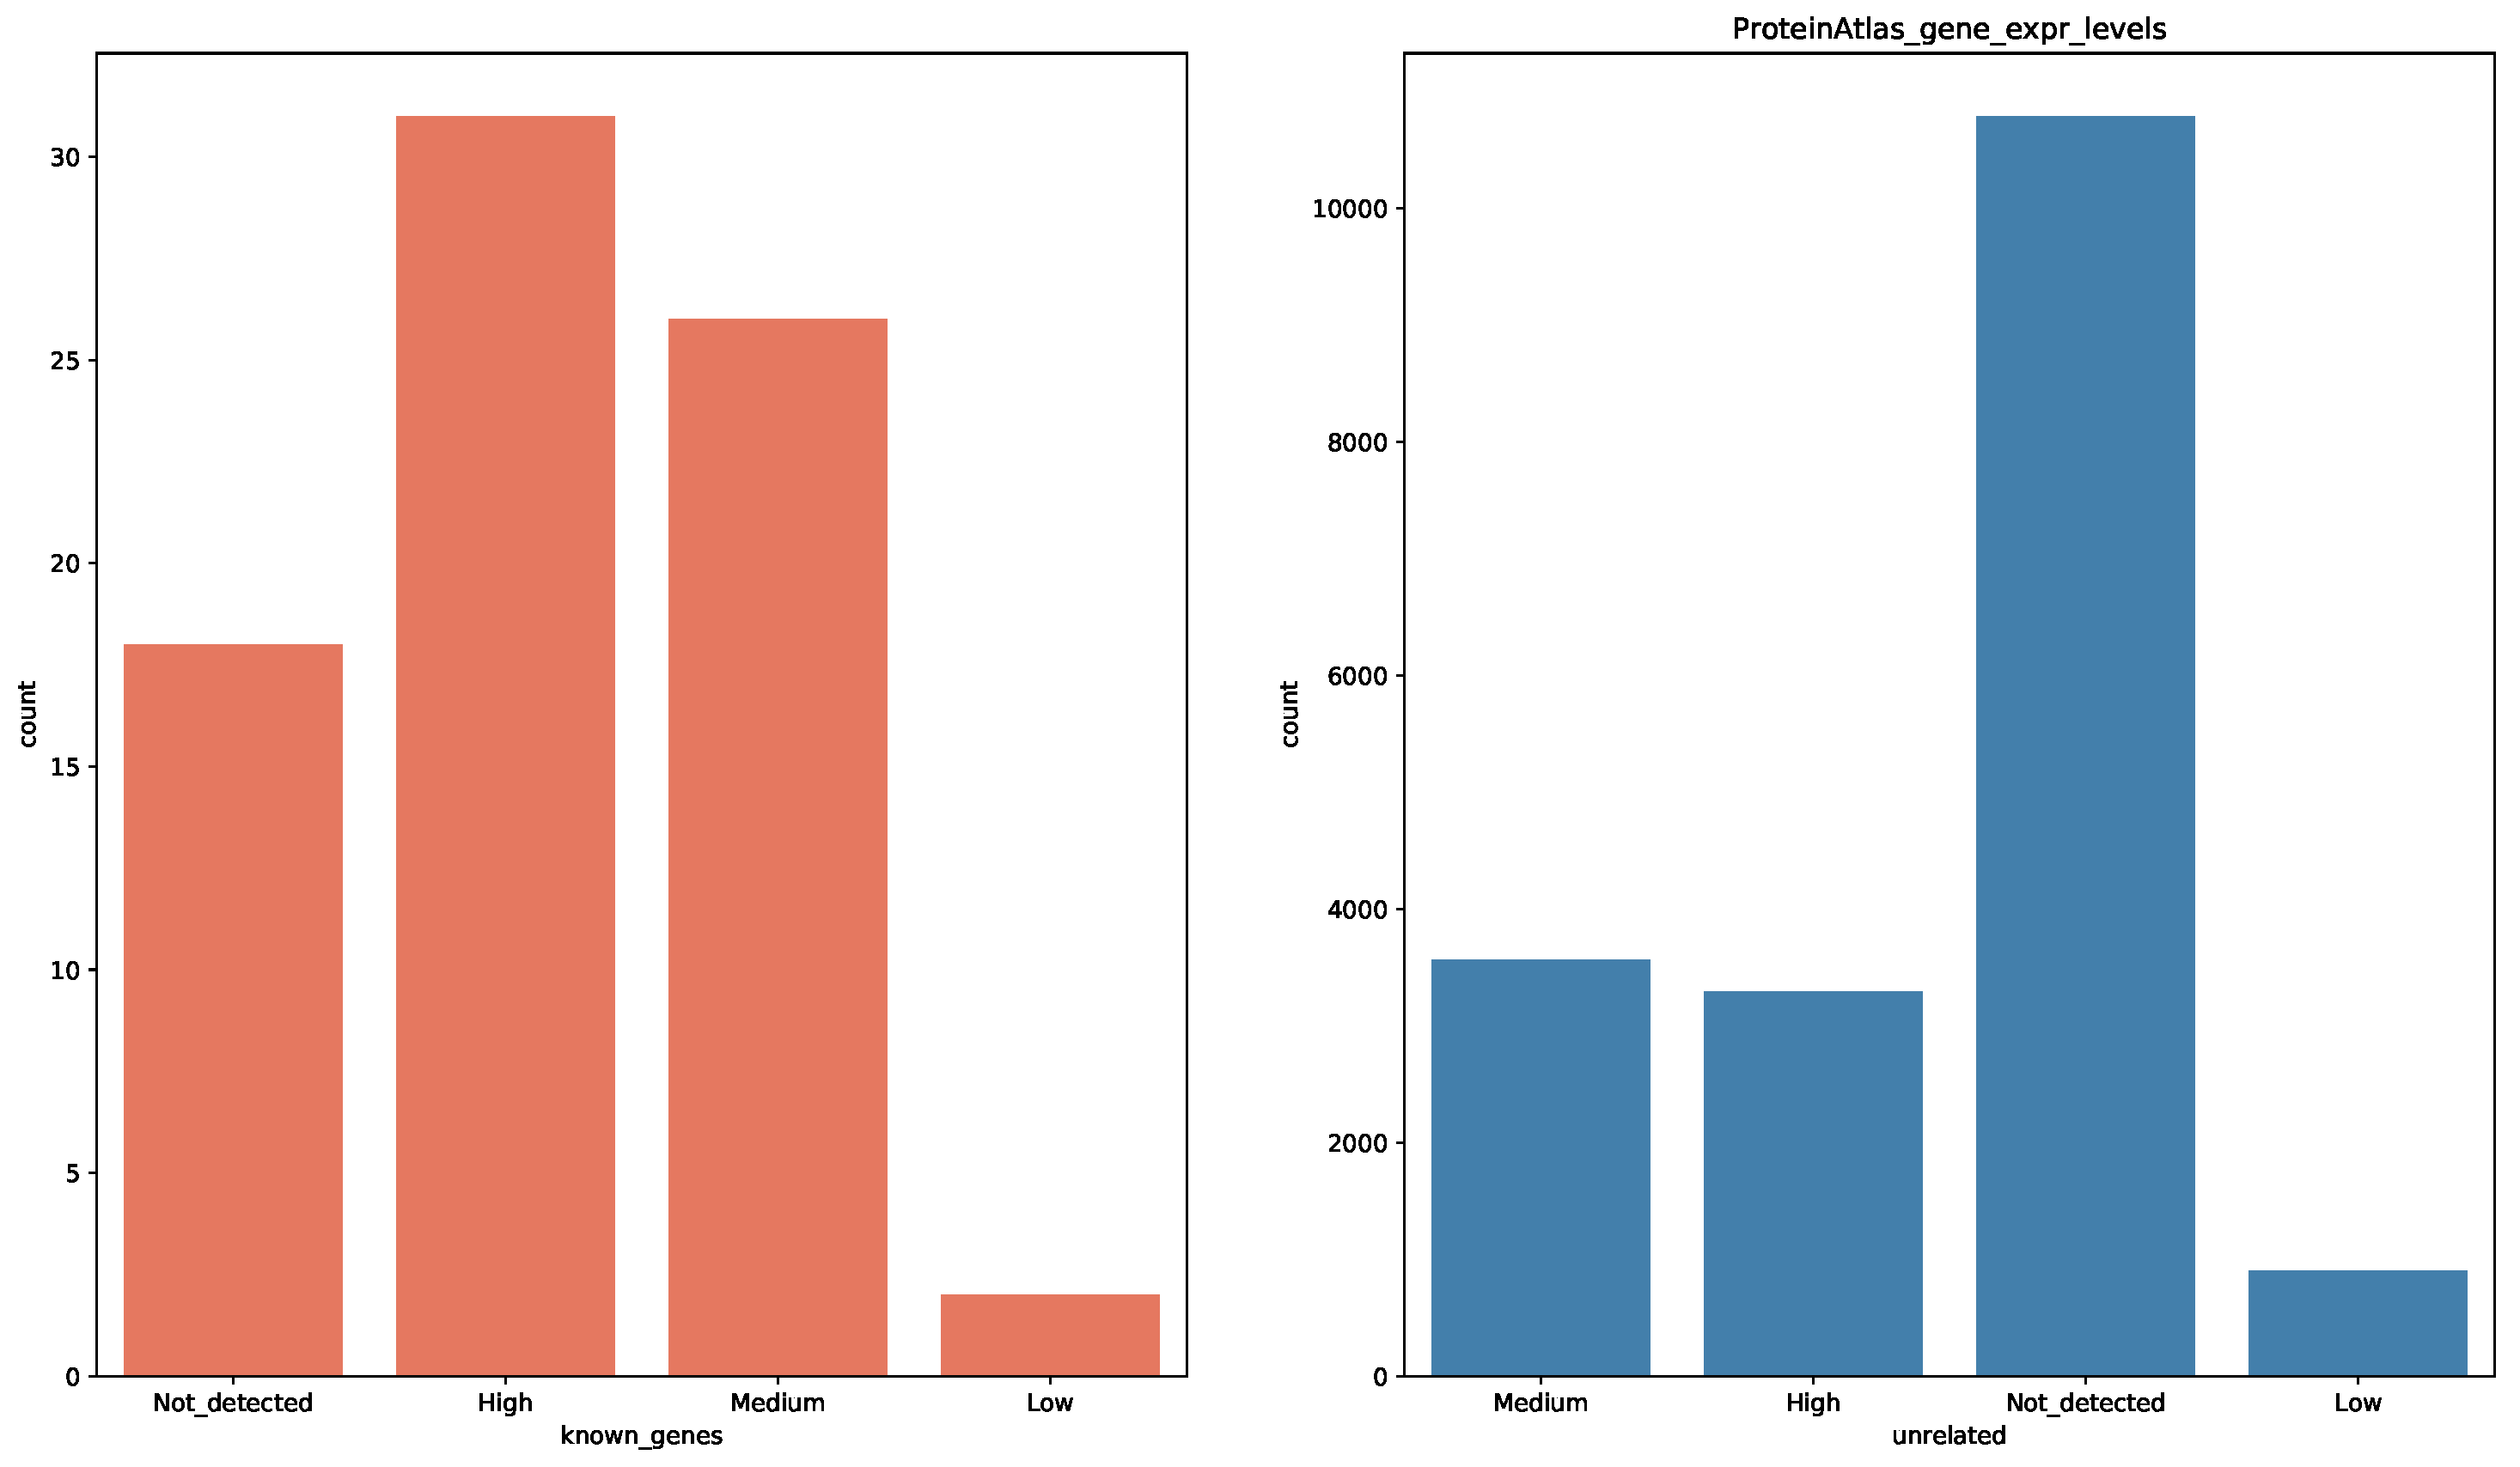 30
25
20
15
10
5
0
count
Not_detected
High
Medium
Low
known_genes
ProteinAtlas_gene_expr_levels
10000
8000
6000
4000
2000
0
count
Medium
High
Not_detected
Low
unrelated